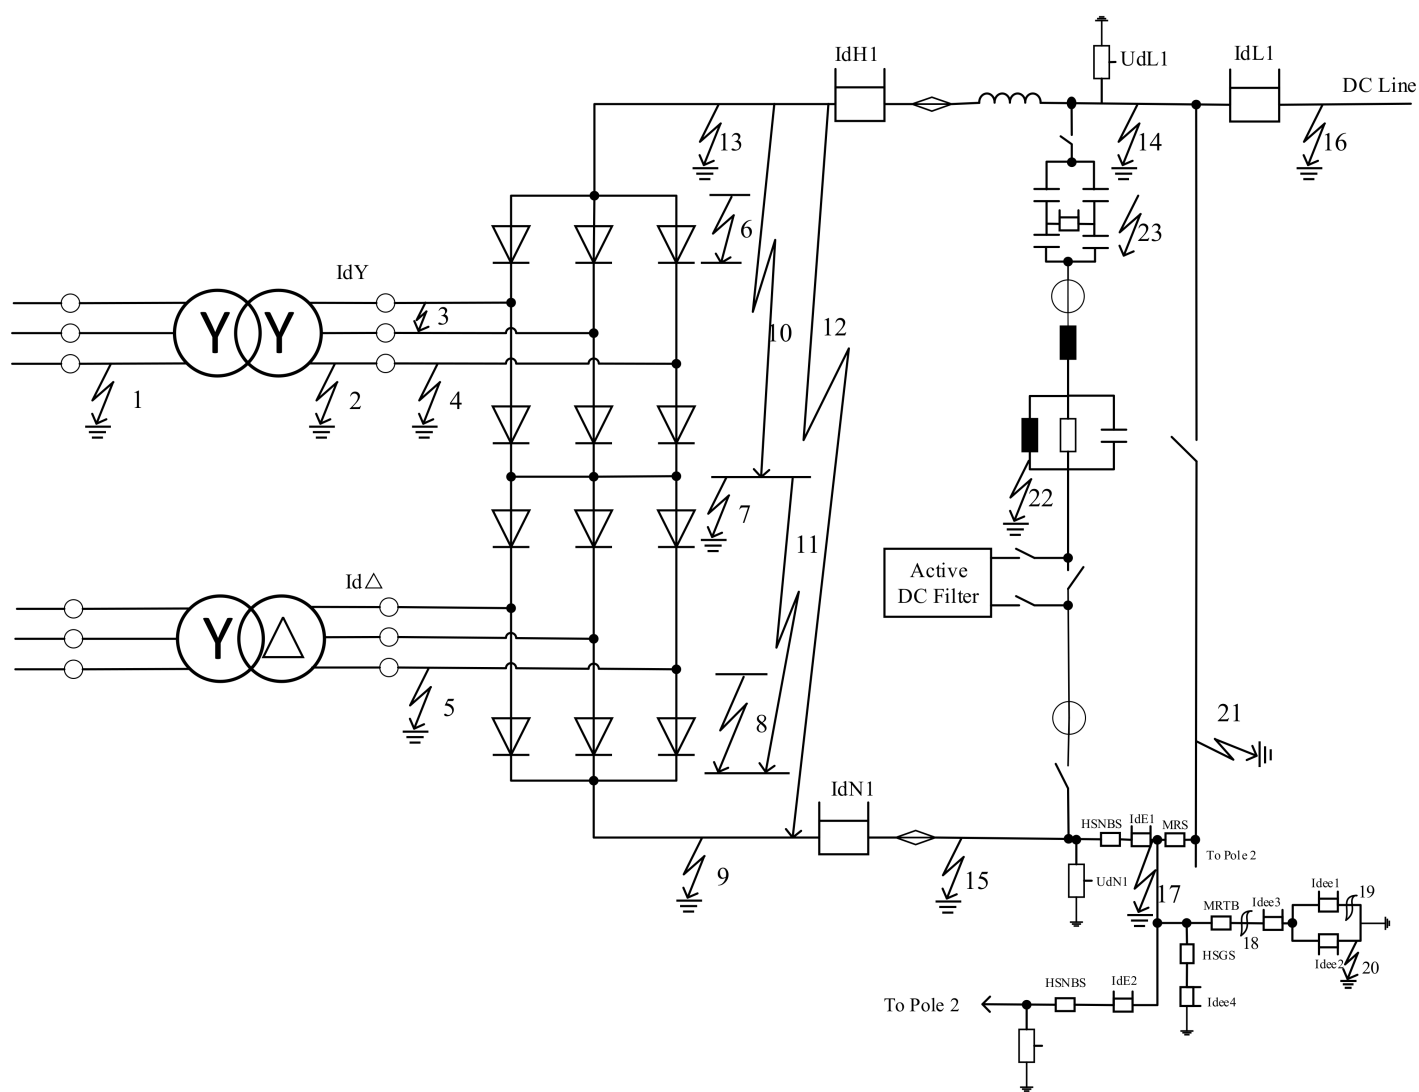 IdH1
UdL1
IdL1
DC Line
13
14
16
6
23
IdY
3
10
12
Y Y
1
2
4
7
22
11
Active
DC Filter
Id△
Y △
5
8
21
IdN1
HSNBS
IdE1
MRS
To Pole 2
9
15
UdN1
17
MRTB
Idee3
Idee1
19
18
HSGS
Idee2
20
HSNBS
IdE2
Idee4
To Pole 2